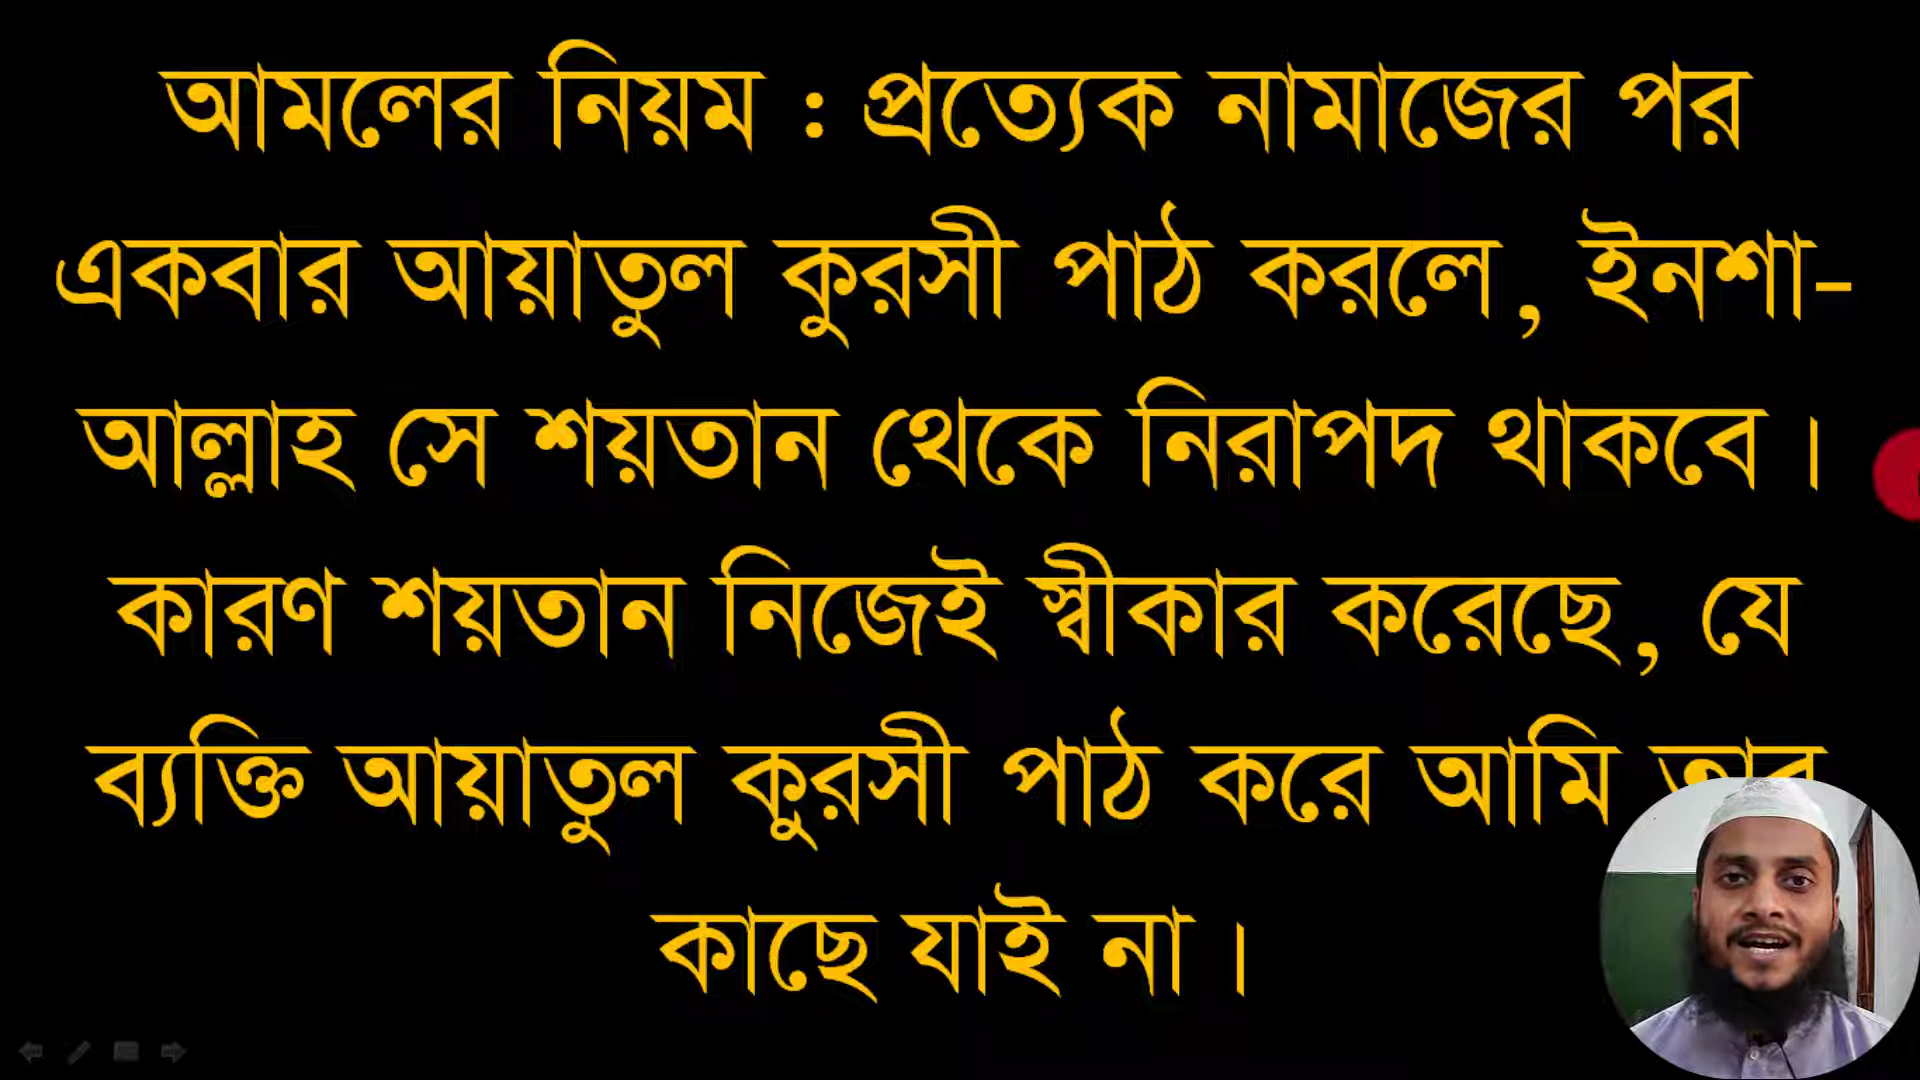 আমলের নিয়ম : প্রত্যেক নামাজের পর
একবার আয়াতুল কুরসী পাঠ করলে, ইনশা-
আল্লাহ সে শয়তান থেকে নিরাপদ থাকবে।
কারণ শয়তান নিজেই স্বীকার করেছে, যে
ব্যক্তি আয়াতুল কুরসী পাঠ করে আমি তার
কাছে যাই না।